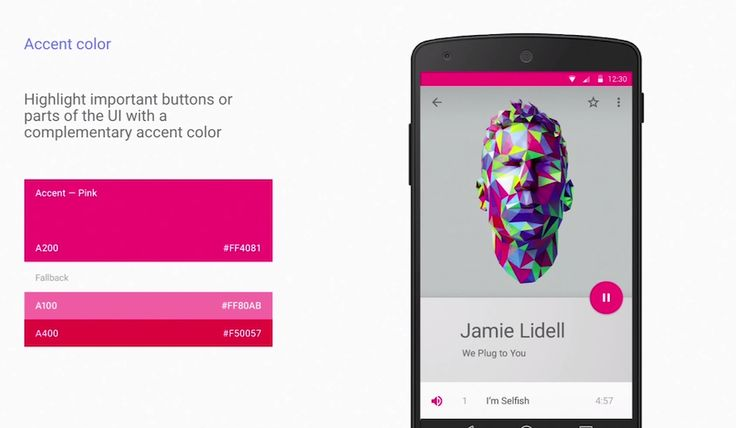 Accent color
Highlight important buttons or
parts of the UI with a
complementary accent color
Accent — Pink
A200 #FF4081
Fallback
A100 #FF80AB
A400 #F50057
12:30
Jamie Lidell
We Plug to You
1 I'm Selfish 4:57